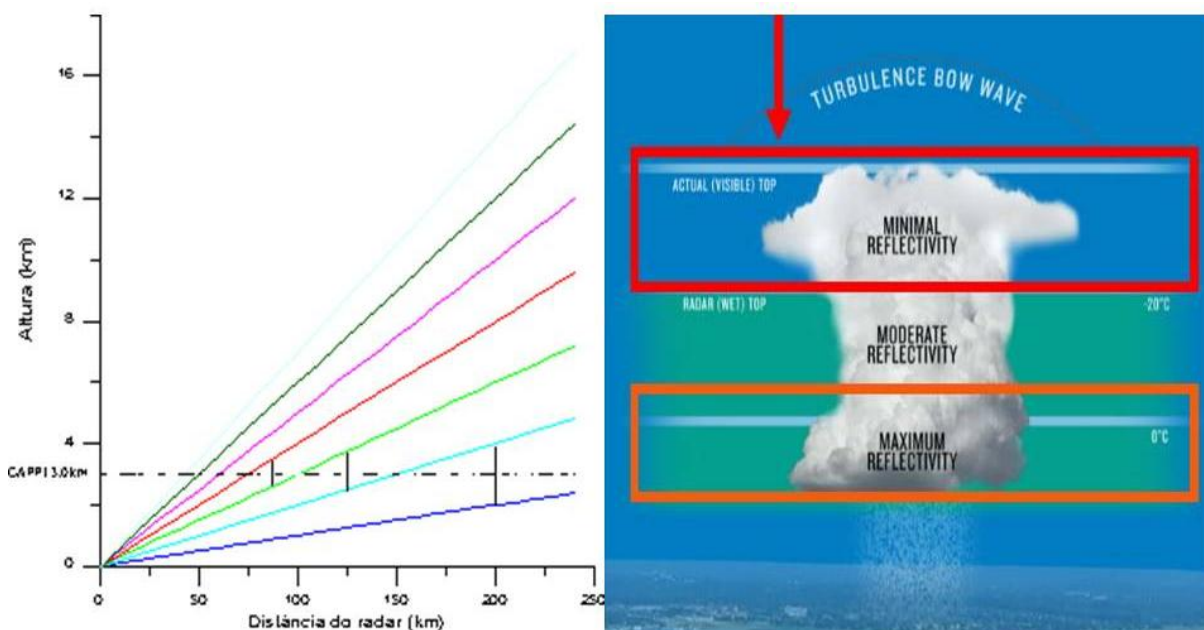 16
12
Altura (km)
8
4
CAPPI 3.0km
0
0
50
100
150
200
250
Distância do radar (km)
TURBULENCE BOW WAVE
ACTUAL (VISIBLE) TOP
MINIMAL
REFLECTIVITY
RADAR (WET) TOP
-20°C
MODERATE
REFLECTIVITY
0°C
MAXIMUM
REFLECTIVITY